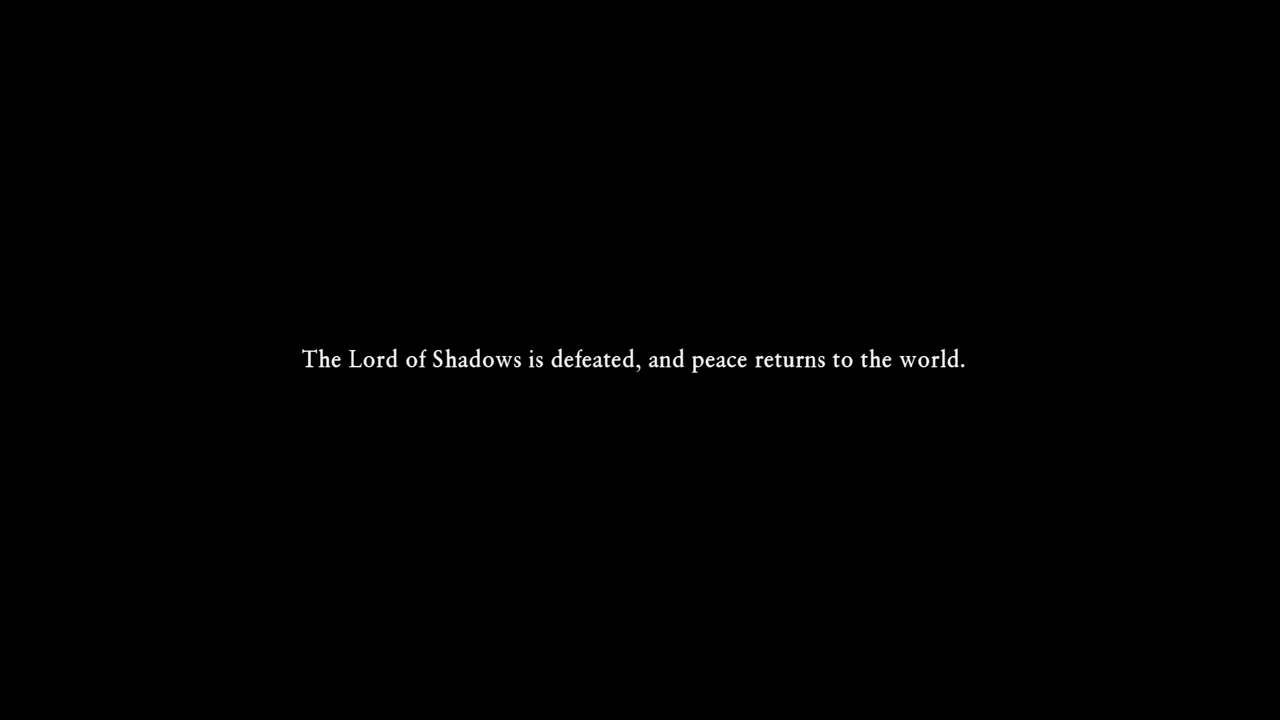 The Lord of Shadows is defeated, and peace returns to the world.